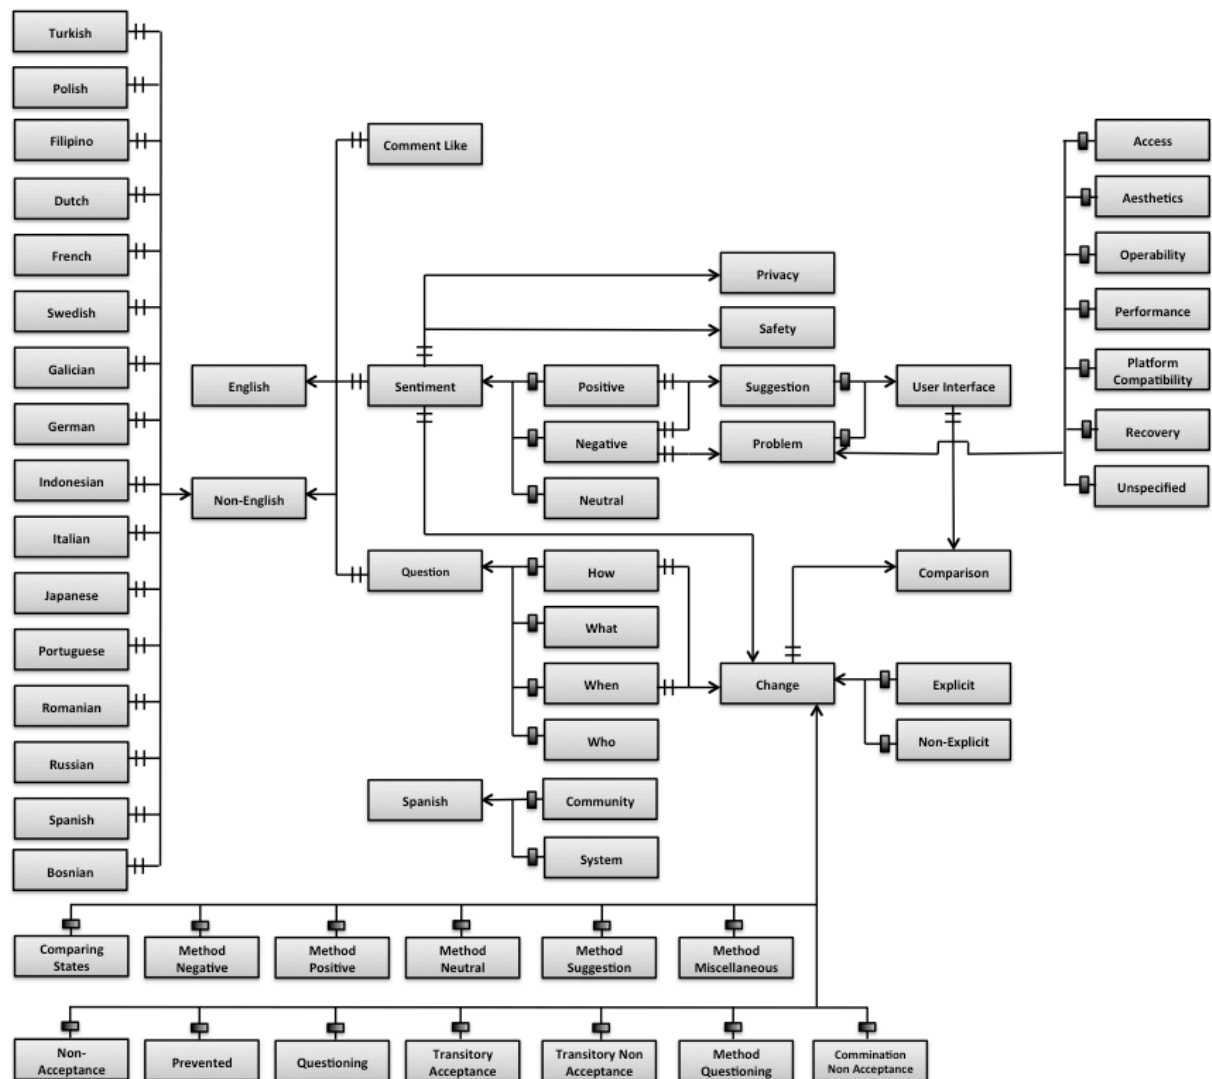 Turkish
Polish
Filipino
Dutch
French
Swedish
Galician
German
Indonesian
Italian
Japanese
Portuguese
Romanian
Russian
Spanish
Bosnian
English
Non-English
Comment Like
Sentiment
Question
Spanish
Positive
Negative
Neutral
How
What
When
Who
Community
System
Privacy
Safety
Suggestion
Problem
Change
User Interface
Comparison
Explicit
Non-Explicit
Access
Aesthetics
Operability
Performance
Platform
Compatibility
Recovery
Unspecified
Comparing
States
Method
Negative
Method
Positive
Method
Neutral
Method
Suggestion
Method
Miscellaneous
Non-
Acceptance
Prevented
Questioning
Transitory
Acceptance
Transitory Non
Acceptance
Method
Questioning
Commination
Non Acceptance